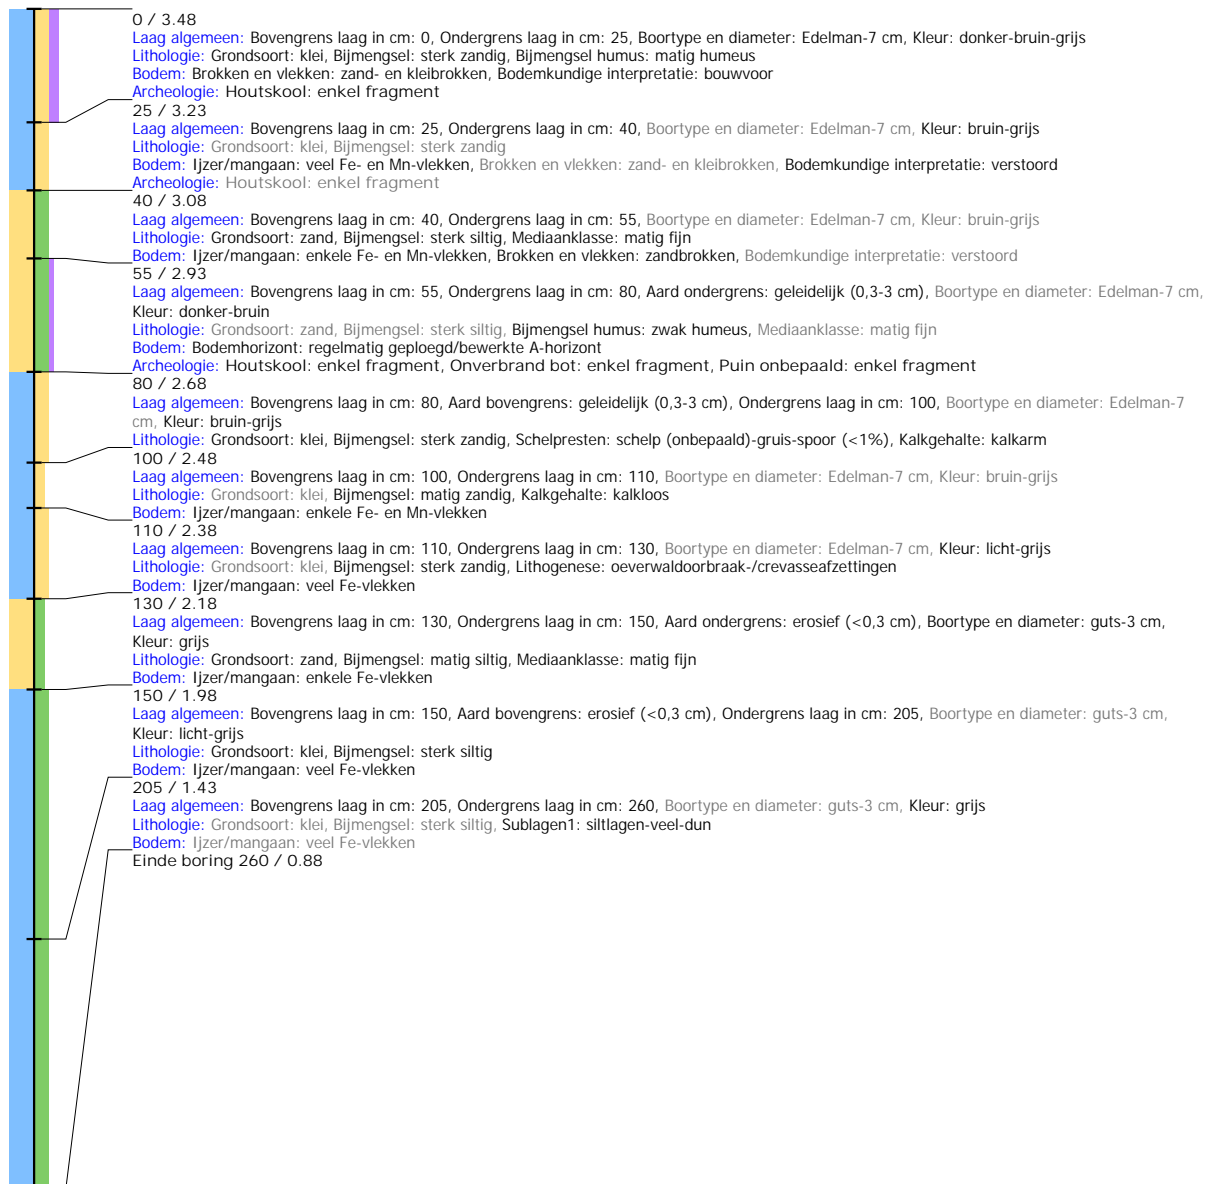 0 / 3.48
Laag algemeen: Bovengrens laag in cm: 0, Ondergrens laag in cm: 25, Boortype en diameter: Edelman-7 cm, Kleur: donker-bruin-grijs
Lithologie: Grondsoort: klei, Bijmengsel: sterk zandig, Bijmengsel humus: matig humeus
Bodem: Brokken en vlekken: zand- en kleibrokken, Bodemkundige interpretatie: bouwvoor
Archeologie: Houtskool: enkel fragment
25 / 3.23
Laag algemeen: Bovengrens laag in cm: 25, Ondergrens laag in cm: 40, Boortype en diameter: Edelman-7 cm, Kleur: bruin-grijs
Lithologie: Grondsoort: klei, Bijmengsel: sterk zandig
Bodem: Ijzer/mangaan: veel Fe- en Mn-vlekken, Brokken en vlekken: zand- en kleibrokken, Bodemkundige interpretatie: verstoord
Archeologie: Houtskool: enkel fragment
40 / 3.08
Laag algemeen: Bovengrens laag in cm: 40, Ondergrens laag in cm: 55, Boortype en diameter: Edelman-7 cm, Kleur: bruin-grijs
Lithologie: Grondsoort: zand, Bijmengsel: sterk siltig, Mediaanklasse: matig fijn
Bodem: Ijzer/mangaan: enkele Fe- en Mn-vlekken, Brokken en vlekken: zandbrokken, Bodemkundige interpretatie: verstoord
55 / 2.93
Laag algemeen: Bovengrens laag in cm: 55, Ondergrens laag in cm: 80, Aard ondergrens: geleidelijk (0,3-3 cm), Boortype en diameter: Edelman-7 cm,
Kleur: donker-bruin
Lithologie: Grondsoort: zand, Bijmengsel: sterk siltig, Bijmengsel humus: zwak humeus, Mediaanklasse: matig fijn
Bodem: Bodemhorizont: regelmatig geploegd/bewerkte A-horizont
Archeologie: Houtskool: enkel fragment, Onverbrand bot: enkel fragment, Puin onbepaald: enkel fragment
80 / 2.68
Laag algemeen: Bovengrens laag in cm: 80, Aard bovengrens: geleidelijk (0,3-3 cm), Ondergrens laag in cm: 100, Boortype en diameter: Edelman-7
cm, Kleur: bruin-grijs
Lithologie: Grondsoort: klei, Bijmengsel: sterk zandig, Schelpresten: schelp (onbepaald)-gruis-spoor (<1%), Kalkgehalte: kalkarm
100 / 2.48
Laag algemeen: Bovengrens laag in cm: 100, Ondergrens laag in cm: 110, Boortype en diameter: Edelman-7 cm, Kleur: bruin-grijs
Lithologie: Grondsoort: klei, Bijmengsel: matig zandig, Kalkgehalte: kalkloos
Bodem: Ijzer/mangaan: enkele Fe- en Mn-vlekken
110 / 2.38
Laag algemeen: Bovengrens laag in cm: 110, Ondergrens laag in cm: 130, Boortype en diameter: Edelman-7 cm, Kleur: licht-grijs
Lithologie: Grondsoort: klei, Bijmengsel: sterk zandig, Lithogenese: oeverwaldoorbraak-/crevasseafzettingen
Bodem: Ijzer/mangaan: veel Fe-vlekken
130 / 2.18
Laag algemeen: Bovengrens laag in cm: 130, Ondergrens laag in cm: 150, Aard ondergrens: erosief (<0,3 cm), Boortype en diameter: guts-3 cm,
Kleur: grijs
Lithologie: Grondsoort: zand, Bijmengsel: matig siltig, Mediaanklasse: matig fijn
Bodem: Ijzer/mangaan: enkele Fe-vlekken
150 / 1.98
Laag algemeen: Bovengrens laag in cm: 150, Aard bovengrens: erosief (<0,3 cm), Ondergrens laag in cm: 205, Boortype en diameter: guts-3 cm,
Kleur: licht-grijs
Lithologie: Grondsoort: klei, Bijmengsel: sterk siltig
Bodem: Ijzer/mangaan: veel Fe-vlekken
205 / 1.43
Laag algemeen: Bovengrens laag in cm: 205, Ondergrens laag in cm: 260, Boortype en diameter: guts-3 cm, Kleur: grijs
Lithologie: Grondsoort: klei, Bijmengsel: sterk siltig, Sublagen1: siltlagen-veel-dun
Bodem: Ijzer/mangaan: veel Fe-vlekken
Einde boring 260 / 0.88